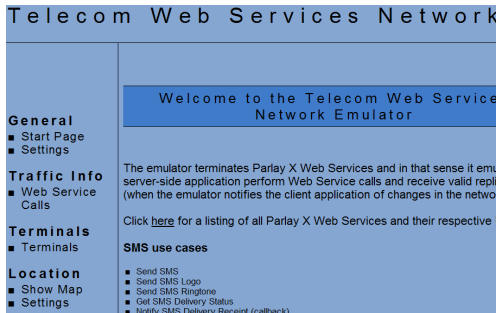 Telecom Web Services Network
General
Start Page
Settings
Traffic Info
Web Service
Calls
Terminals
Terminals
Location
Show Map
Settings
Welcome to the Telecom Web Service
Network Emulator
The emulator terminates Parlay X Web Services and in that sense it emu
server-side application perform Web Service calls and receive valid repli
(when the emulator notifies the client application of changes in the netwo
Click here for a listing of all Parlay X Web Services and their respective
SMS use cases
Send SMS
Send SMS Logo
Send SMS Ringtone
Get SMS Delivery Status
Notify SMS Delivery Receipt (callback)